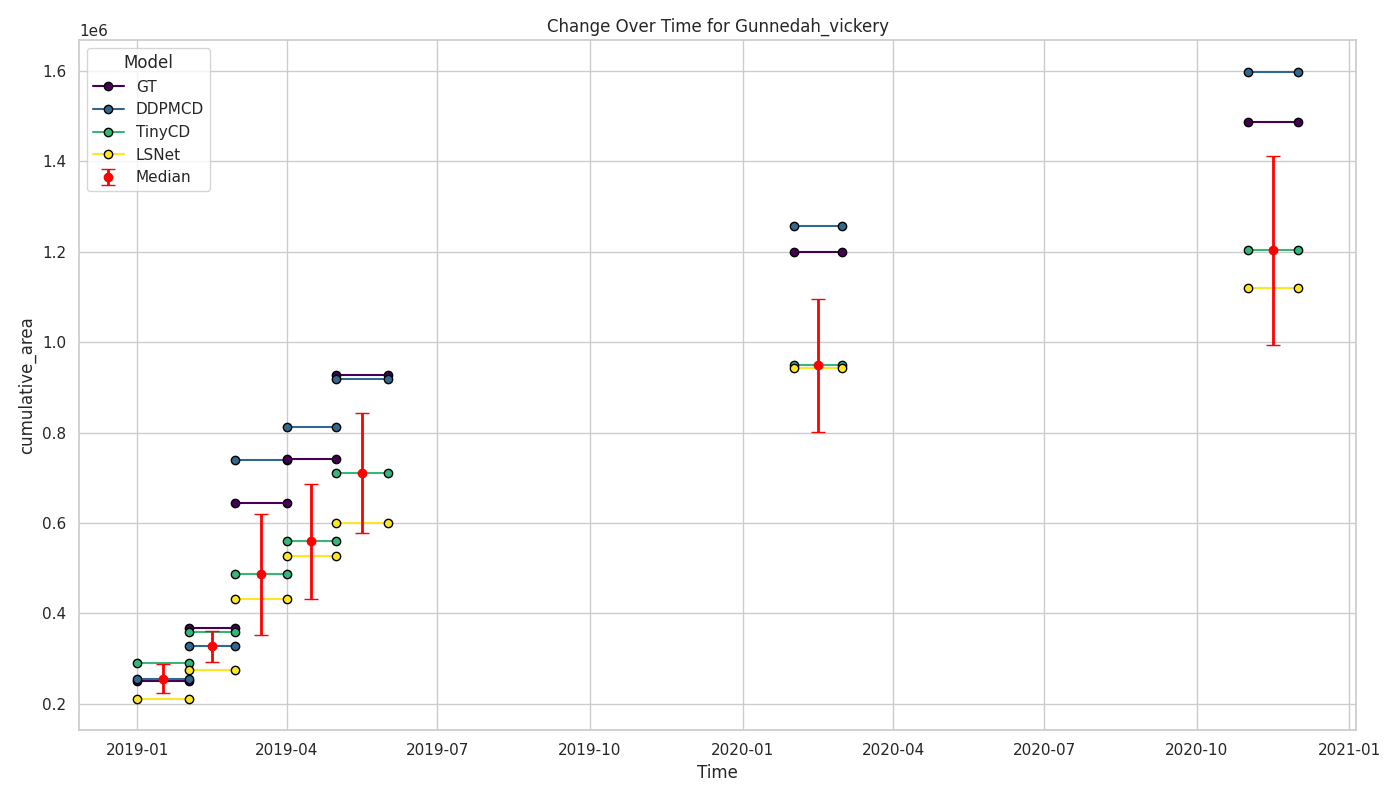 Change Over Time for Gunnedah_vickery
1e6
Model
GT
DDPMCD
TinyCD
LSNet
Median
1.6
1.4
1.2
1.0
0.8
0.6
0.4
0.2
cumulative_area
2019-01 2019-04 2019-07 2019-10 2020-01 2020-04 2020-07 2020-10 2021-01
Time